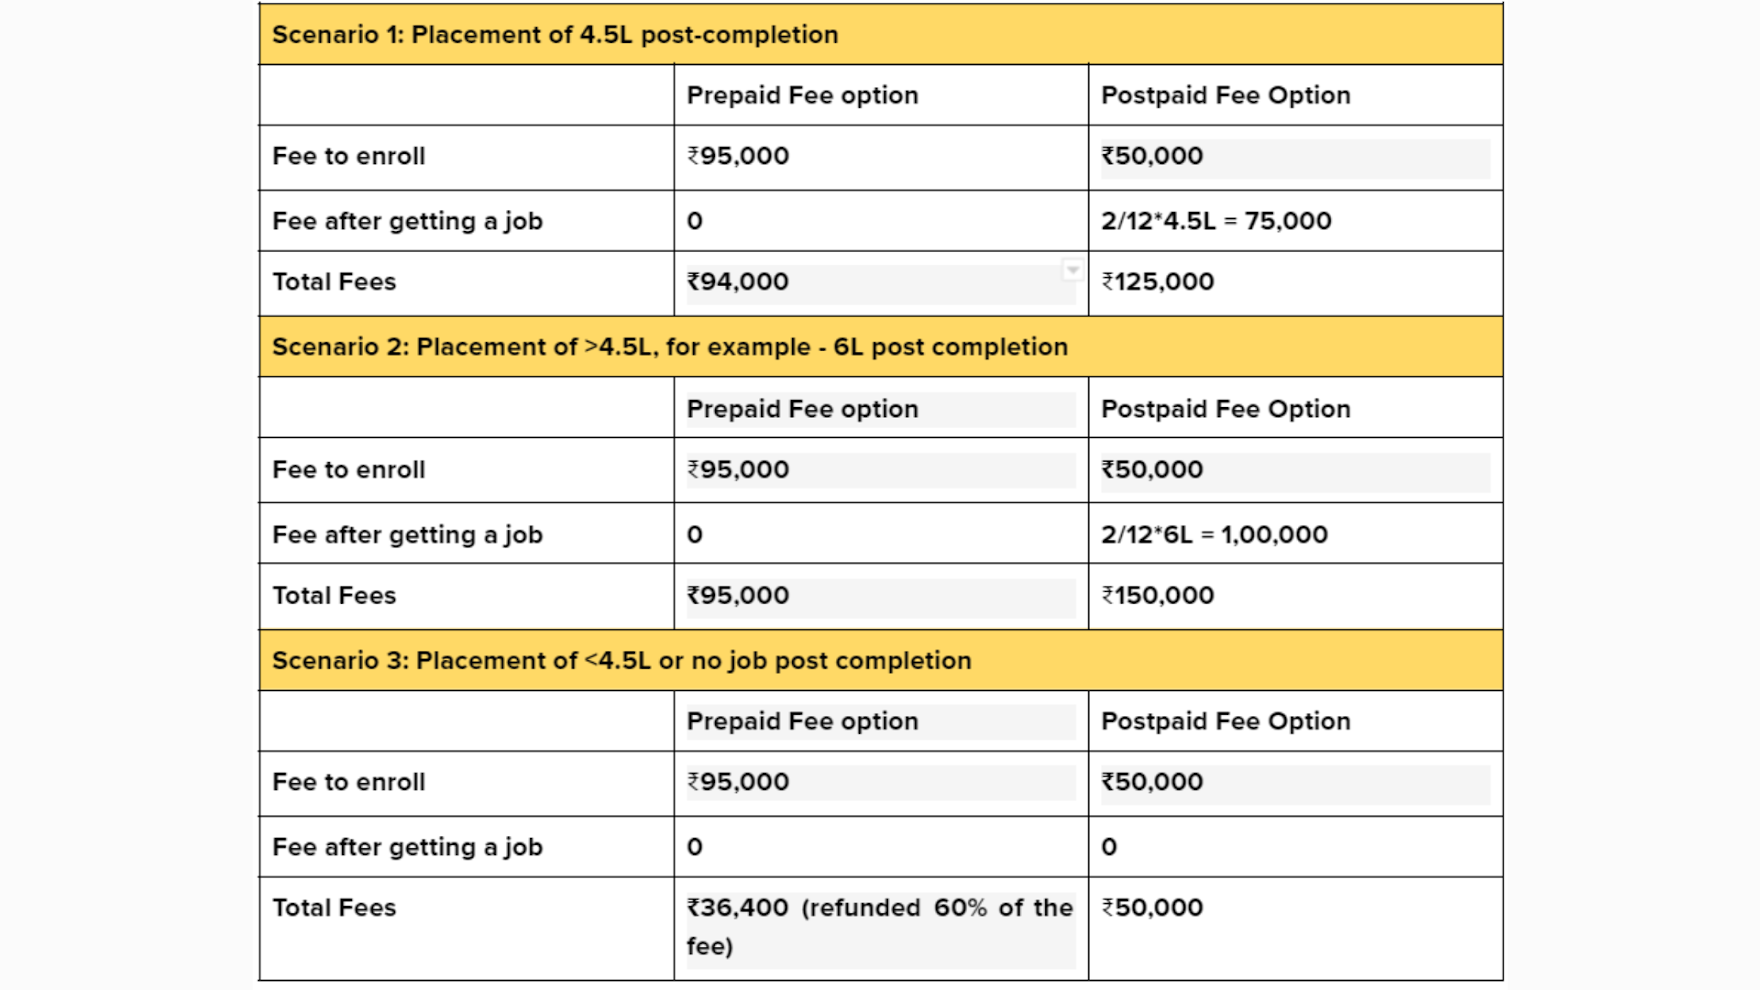 Scenario 1: Placement of 4.5L post-completion
Prepaid Fee option Postpaid Fee Option
Fee to enroll ₹95,000 ₹50,000
Fee after getting a job 0 2/12*4.5L = 75,000
Total Fees ₹94,000 ₹125,000
Scenario 2: Placement of >4.5L, for example - 6L post completion
Prepaid Fee option Postpaid Fee Option
Fee to enroll ₹95,000 ₹50,000
Fee after getting a job 0 2/12*6L = 1,00,000
Total Fees ₹95,000 ₹150,000
Scenario 3: Placement of <4.5L or no job post completion
Prepaid Fee option Postpaid Fee Option
Fee to enroll ₹95,000 ₹50,000
Fee after getting a job 0 0
Total Fees ₹36,400 (refunded 60% of the ₹50,000
fee)